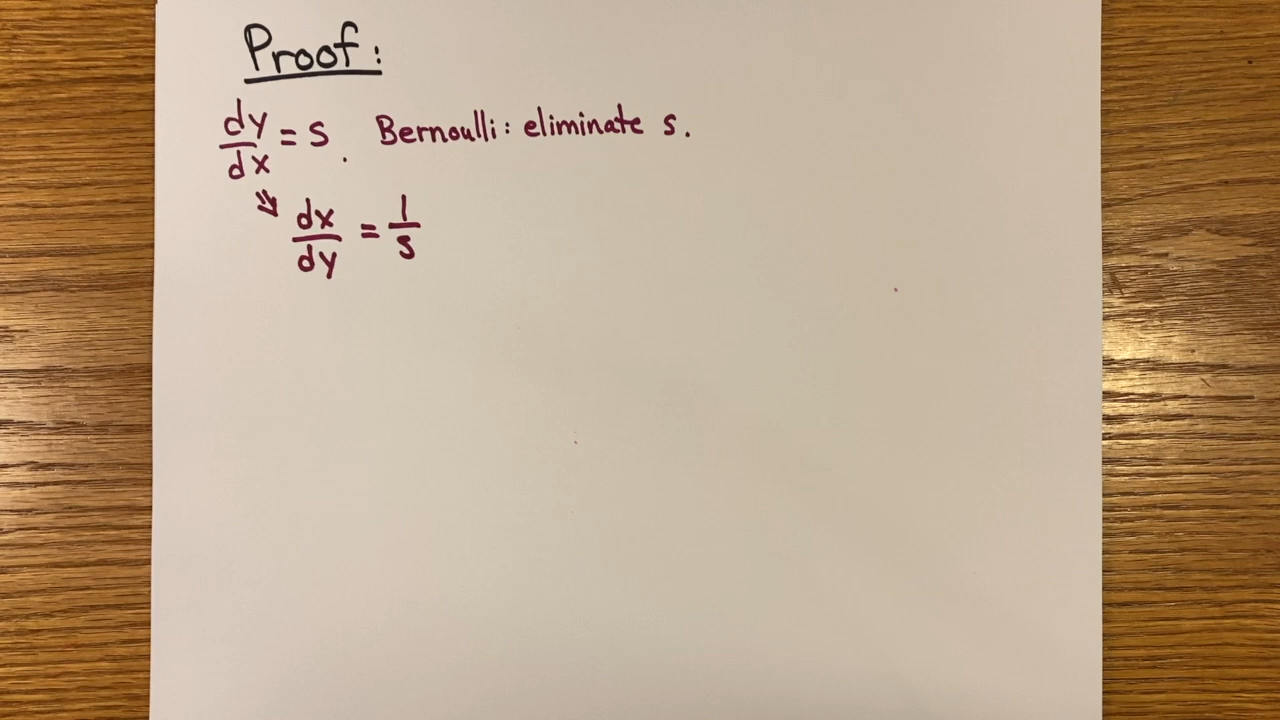 Proof:
dy/dx = s. Bernoulli: eliminate s.
⇒ dx/dy = 1/s